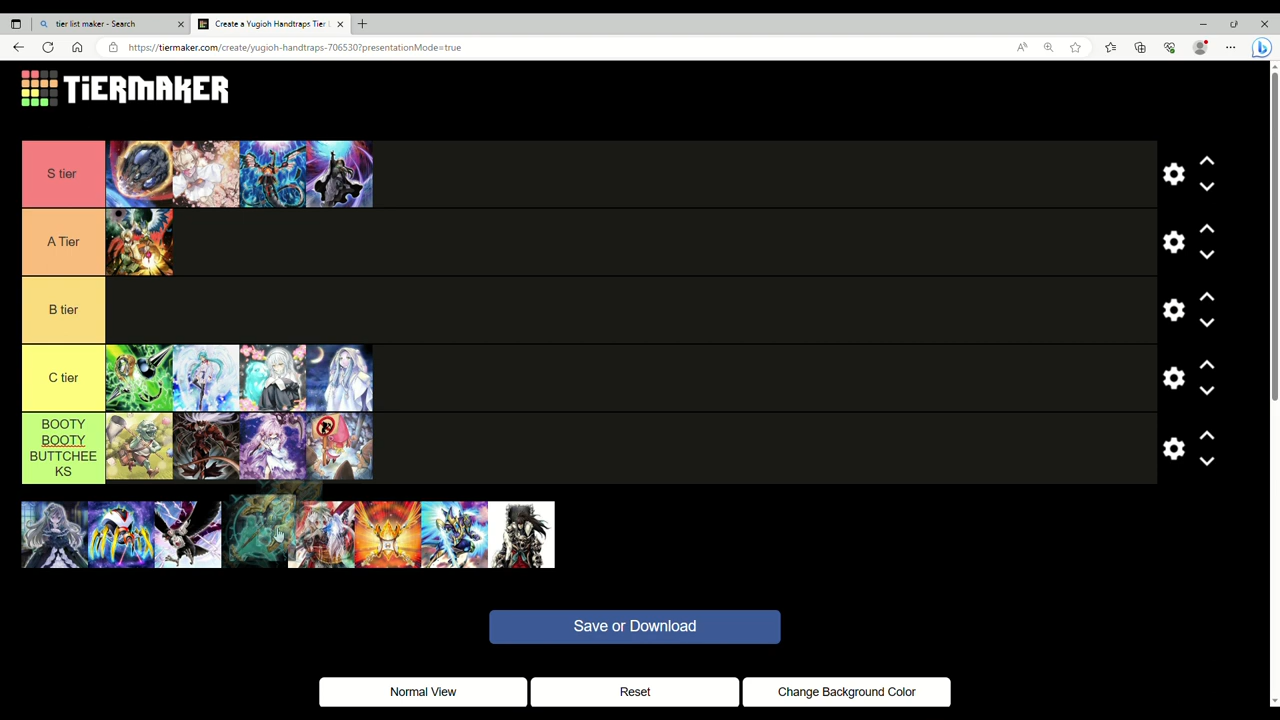 tier list maker - Search
Create a Yugioh Handtraps Tier L
https://tiermaker.com/create/yugioh-handtraps-706530?presentationMode=true
TiERMAKER
S tier
A Tier
B tier
C tier
BOOTY
BOOTY
BUTTCHEE
KS
Save or Download
Normal View
Reset
Change Background Color